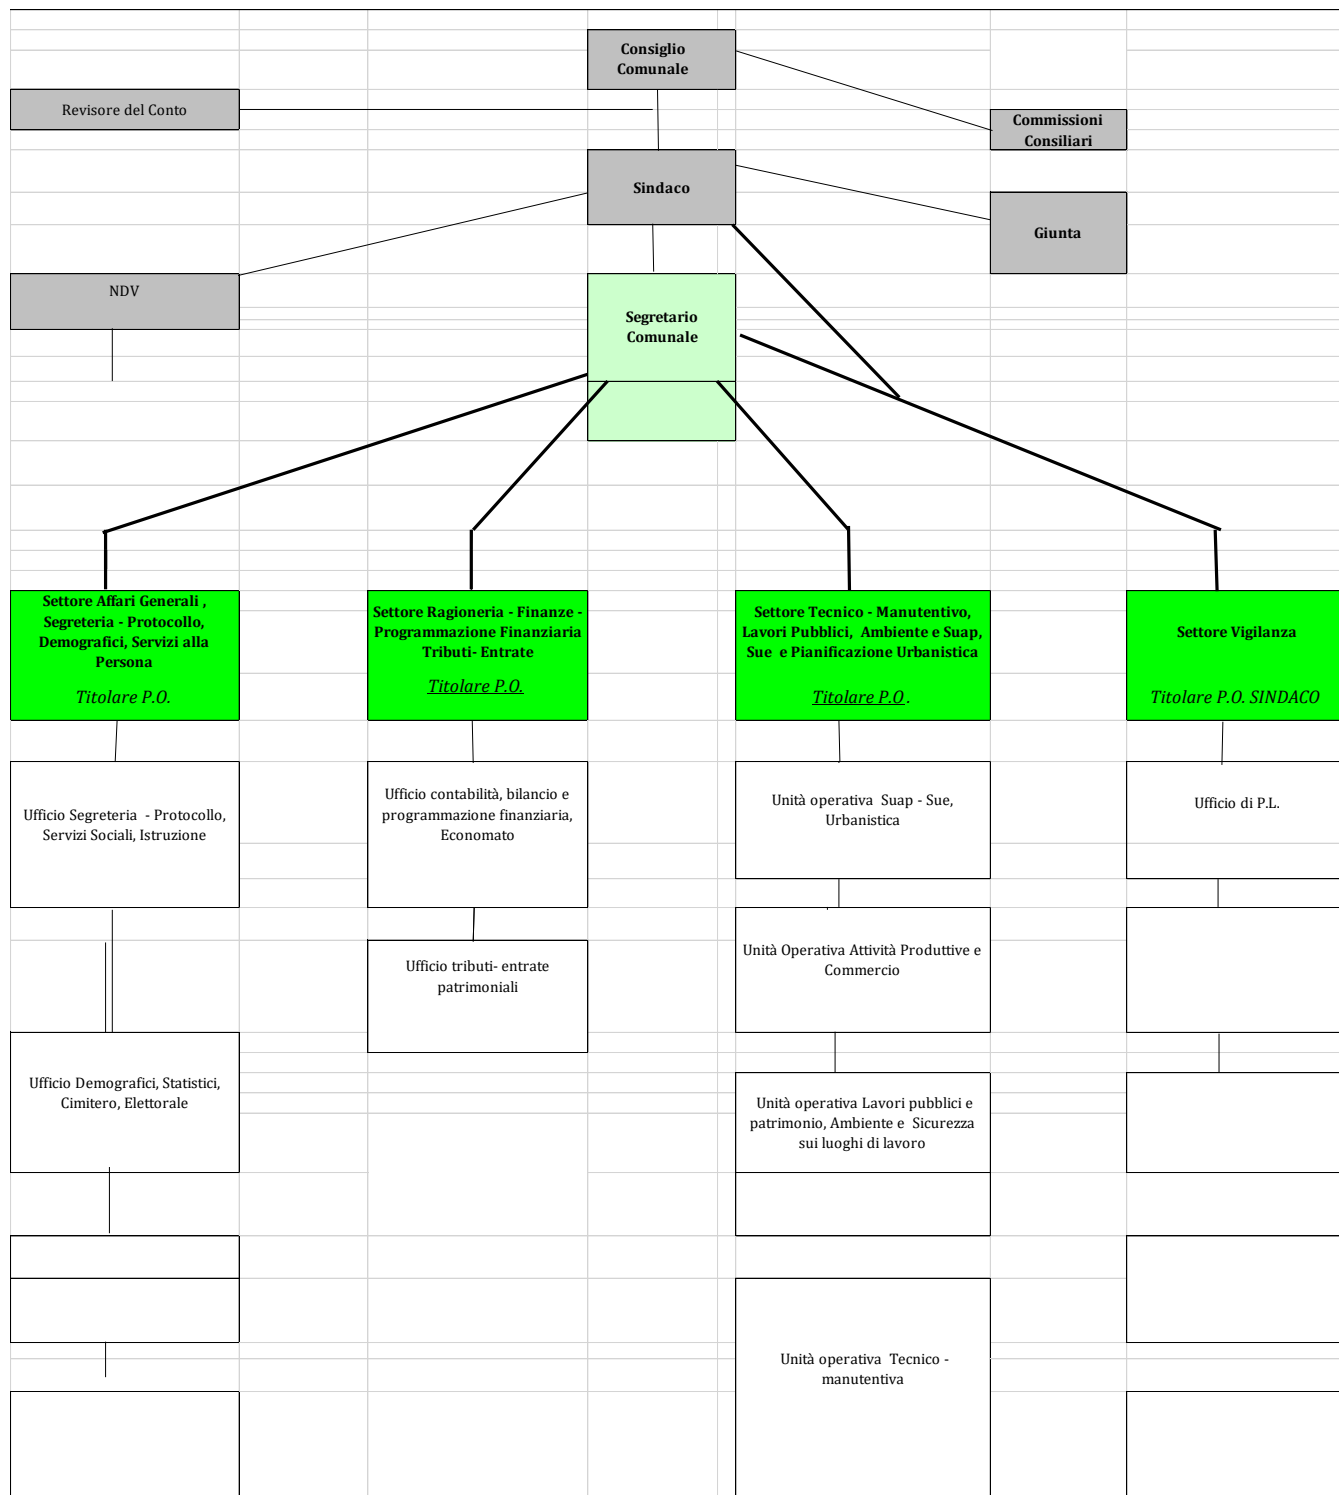 Consiglio
Comunale
Revisore del Conto
Commissioni
Consiliari
Sindaco
Giunta
NDV
Segretario
Comunale
Settore Affari Generali ,
Segreteria - Protocollo,
Demografici, Servizi alla
Persona
Titolare P.O.
Settore Ragioneria - Finanze -
Programmazione Finanziaria
Tributi- Entrate
Titolare P.O.
Settore Tecnico - Manutentivo,
Lavori Pubblici, Ambiente e Suap,
Sue e Pianificazione Urbanistica
Titolare P.O.
Settore Vigilanza
Titolare P.O. SINDACO
Ufficio Segreteria - Protocollo,
Servizi Sociali, Istruzione
Ufficio contabilità, bilancio e
programmazione finanziaria,
Economato
Unità operativa Suap - Sue,
Urbanistica
Ufficio di P.L.
Ufficio tributi- entrate
patrimoniali
Unità Operativa Attività Produttive e
Commercio
Ufficio Demografici, Statistici,
Cimitero, Elettorale
Unità operativa Lavori pubblici e
patrimonio, Ambiente e Sicurezza
sui luoghi di lavoro
Unità operativa Tecnico -
manutentiva